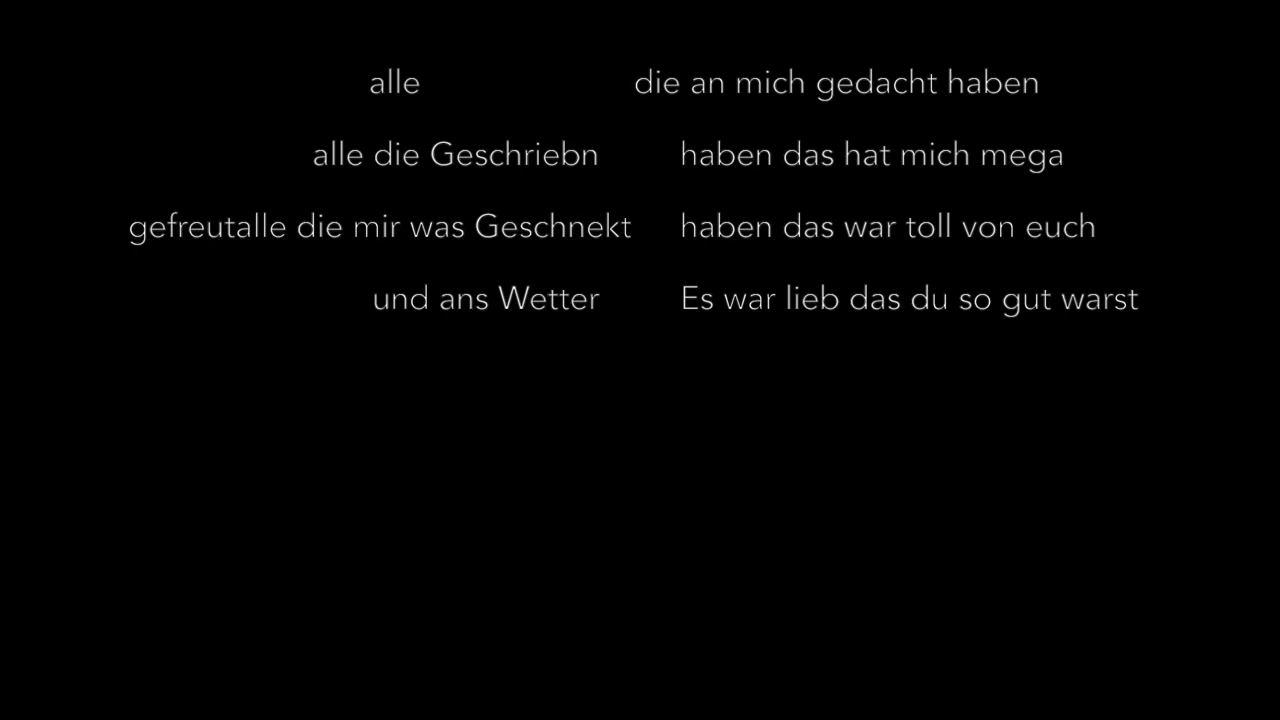 alle die an mich gedacht haben
alle die Geschriebn haben das hat mich mega
gefreutalle die mir was Geschnekt haben das war toll von euch
und ans Wetter Es war lieb das du so gut warst